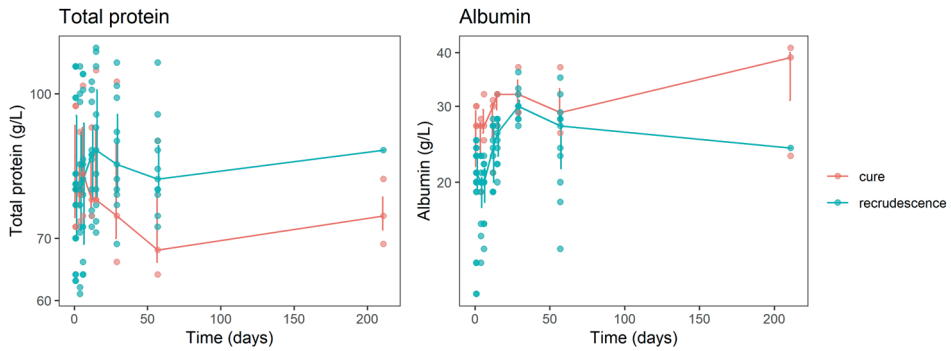 Total protein
Albumin
Total protein (g/L)
100
70
60
0
50
100
150
200
Time (days)
Albumin (g/L)
40
30
20
0
50
100
150
200
Time (days)
cure
recrudescence